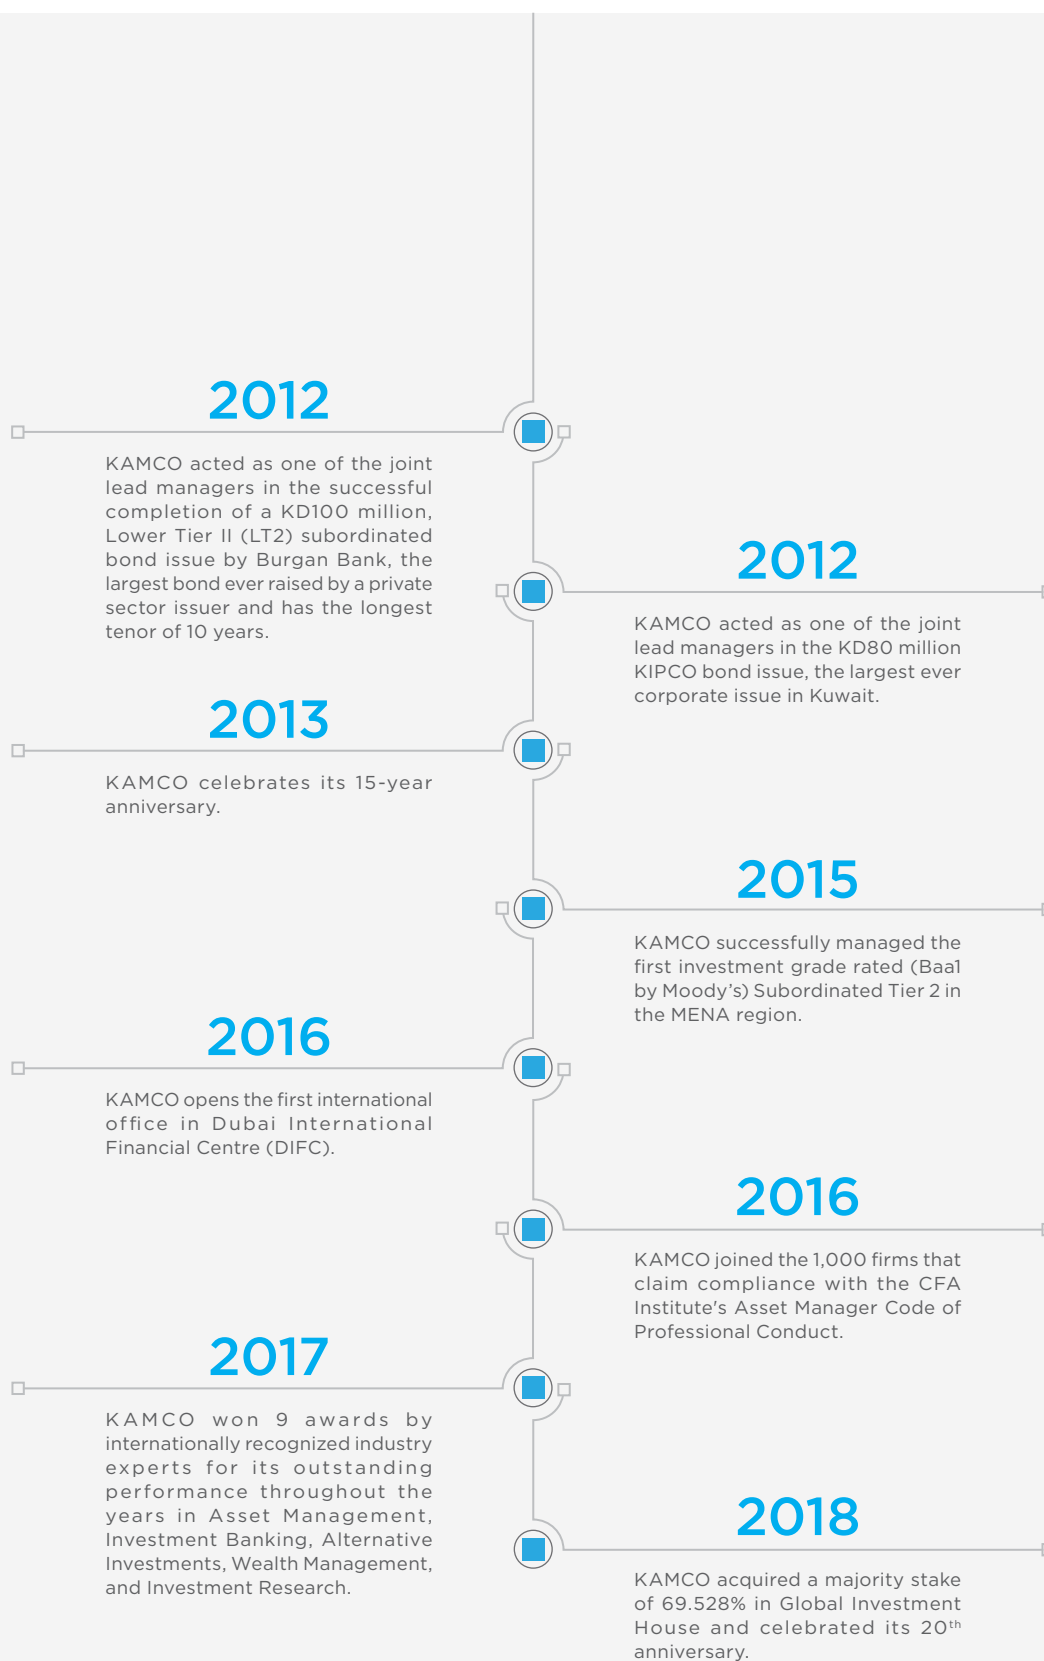 2012
KAMCO acted as one of the joint
lead managers in the successful
completion of a KD100 million,
Lower Tier II (LT2) subordinated
bond issue by Burgan Bank, the
largest bond ever raised by a private
sector issuer and has the longest
tenor of 10 years.
2012
KAMCO acted as one of the joint
lead managers in the KD80 million
KIPCO bond issue, the largest ever
corporate issue in Kuwait.
2013
KAMCO celebrates its 15-year
anniversary.
2015
KAMCO successfully managed the
first investment grade rated (Baa1
by Moody’s) Subordinated Tier 2 in
the MENA region.
2016
KAMCO opens the first international
office in Dubai International
Financial Centre (DIFC).
2016
KAMCO joined the 1,000 firms that
claim compliance with the CFA
Institute's Asset Manager Code of
Professional Conduct.
2017
KAMCO won 9 awards by
internationally recognized industry
experts for its outstanding
performance throughout the
years in Asset Management,
Investment Banking, Alternative
Investments, Wealth Management,
and Investment Research.
2018
KAMCO acquired a majority stake
of 69.528% in Global Investment
House and celebrated its 20th
anniversary.